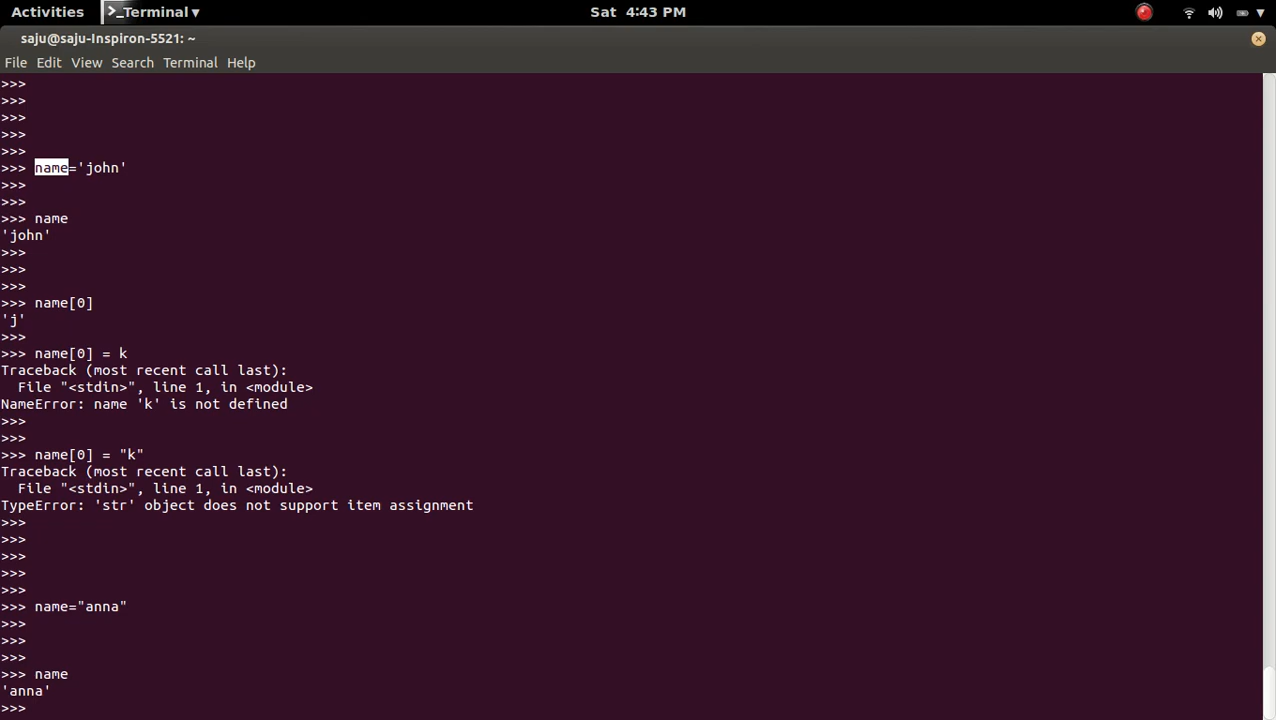 Activities
>_Terminal ▾
Sat 4:43 PM
saju@saju-Inspiron-5521: ~
File Edit View Search Terminal Help
>>>
>>>
>>>
>>>
>>>
>>> name='john'
>>>
>>>
>>> name
'john'
>>>
>>>
>>>
>>> name[0]
'j'
>>>
>>> name[0] = k
Traceback (most recent call last):
  File "<stdin>", line 1, in <module>
NameError: name 'k' is not defined
>>>
>>>
>>> name[0] = "k"
Traceback (most recent call last):
  File "<stdin>", line 1, in <module>
TypeError: 'str' object does not support item assignment
>>>
>>>
>>>
>>>
>>>
>>> name="anna"
>>>
>>>
>>>
>>> name
'anna'
>>>